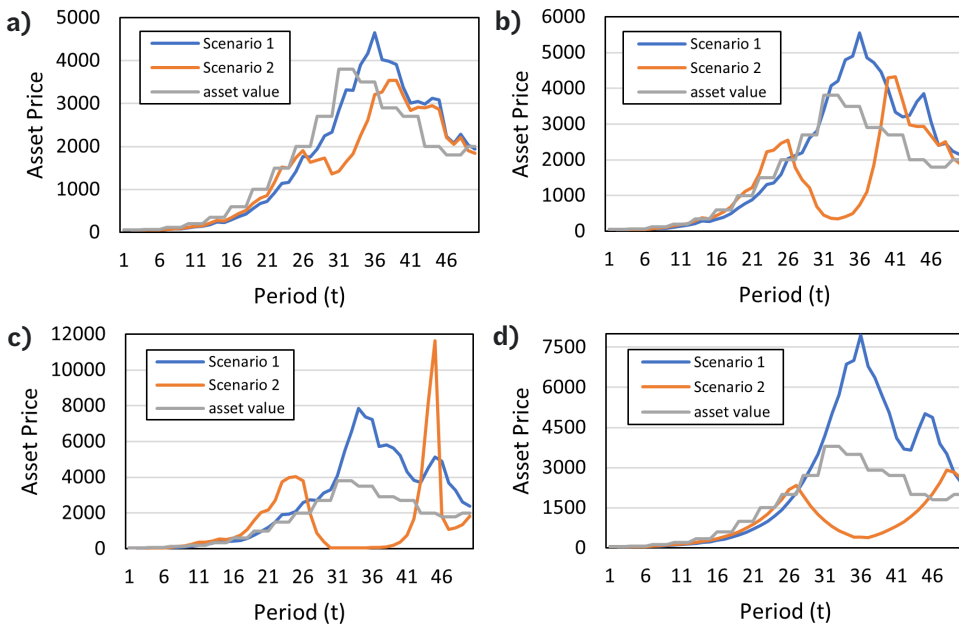 a)
5000
4000
3000
2000
1000
0
Asset Price
Scenario 1
Scenario 2
asset value
1 6 11 16 21 26 31 36 41 46
Period (t)
b)
6000
5000
4000
3000
2000
1000
0
Asset Price
Scenario 1
Scenario 2
asset value
1 6 11 16 21 26 31 36 41 46
Period (t)
c)
12000
10000
8000
6000
4000
2000
0
Asset Price
Scenario 1
Scenario 2
asset value
1 6 11 16 21 26 31 36 41 46
Period (t)
d)
7500
6000
4500
3000
1500
0
Asset Price
Scenario 1
Scenario 2
asset value
1 6 11 16 21 26 31 36 41 46
Period (t)